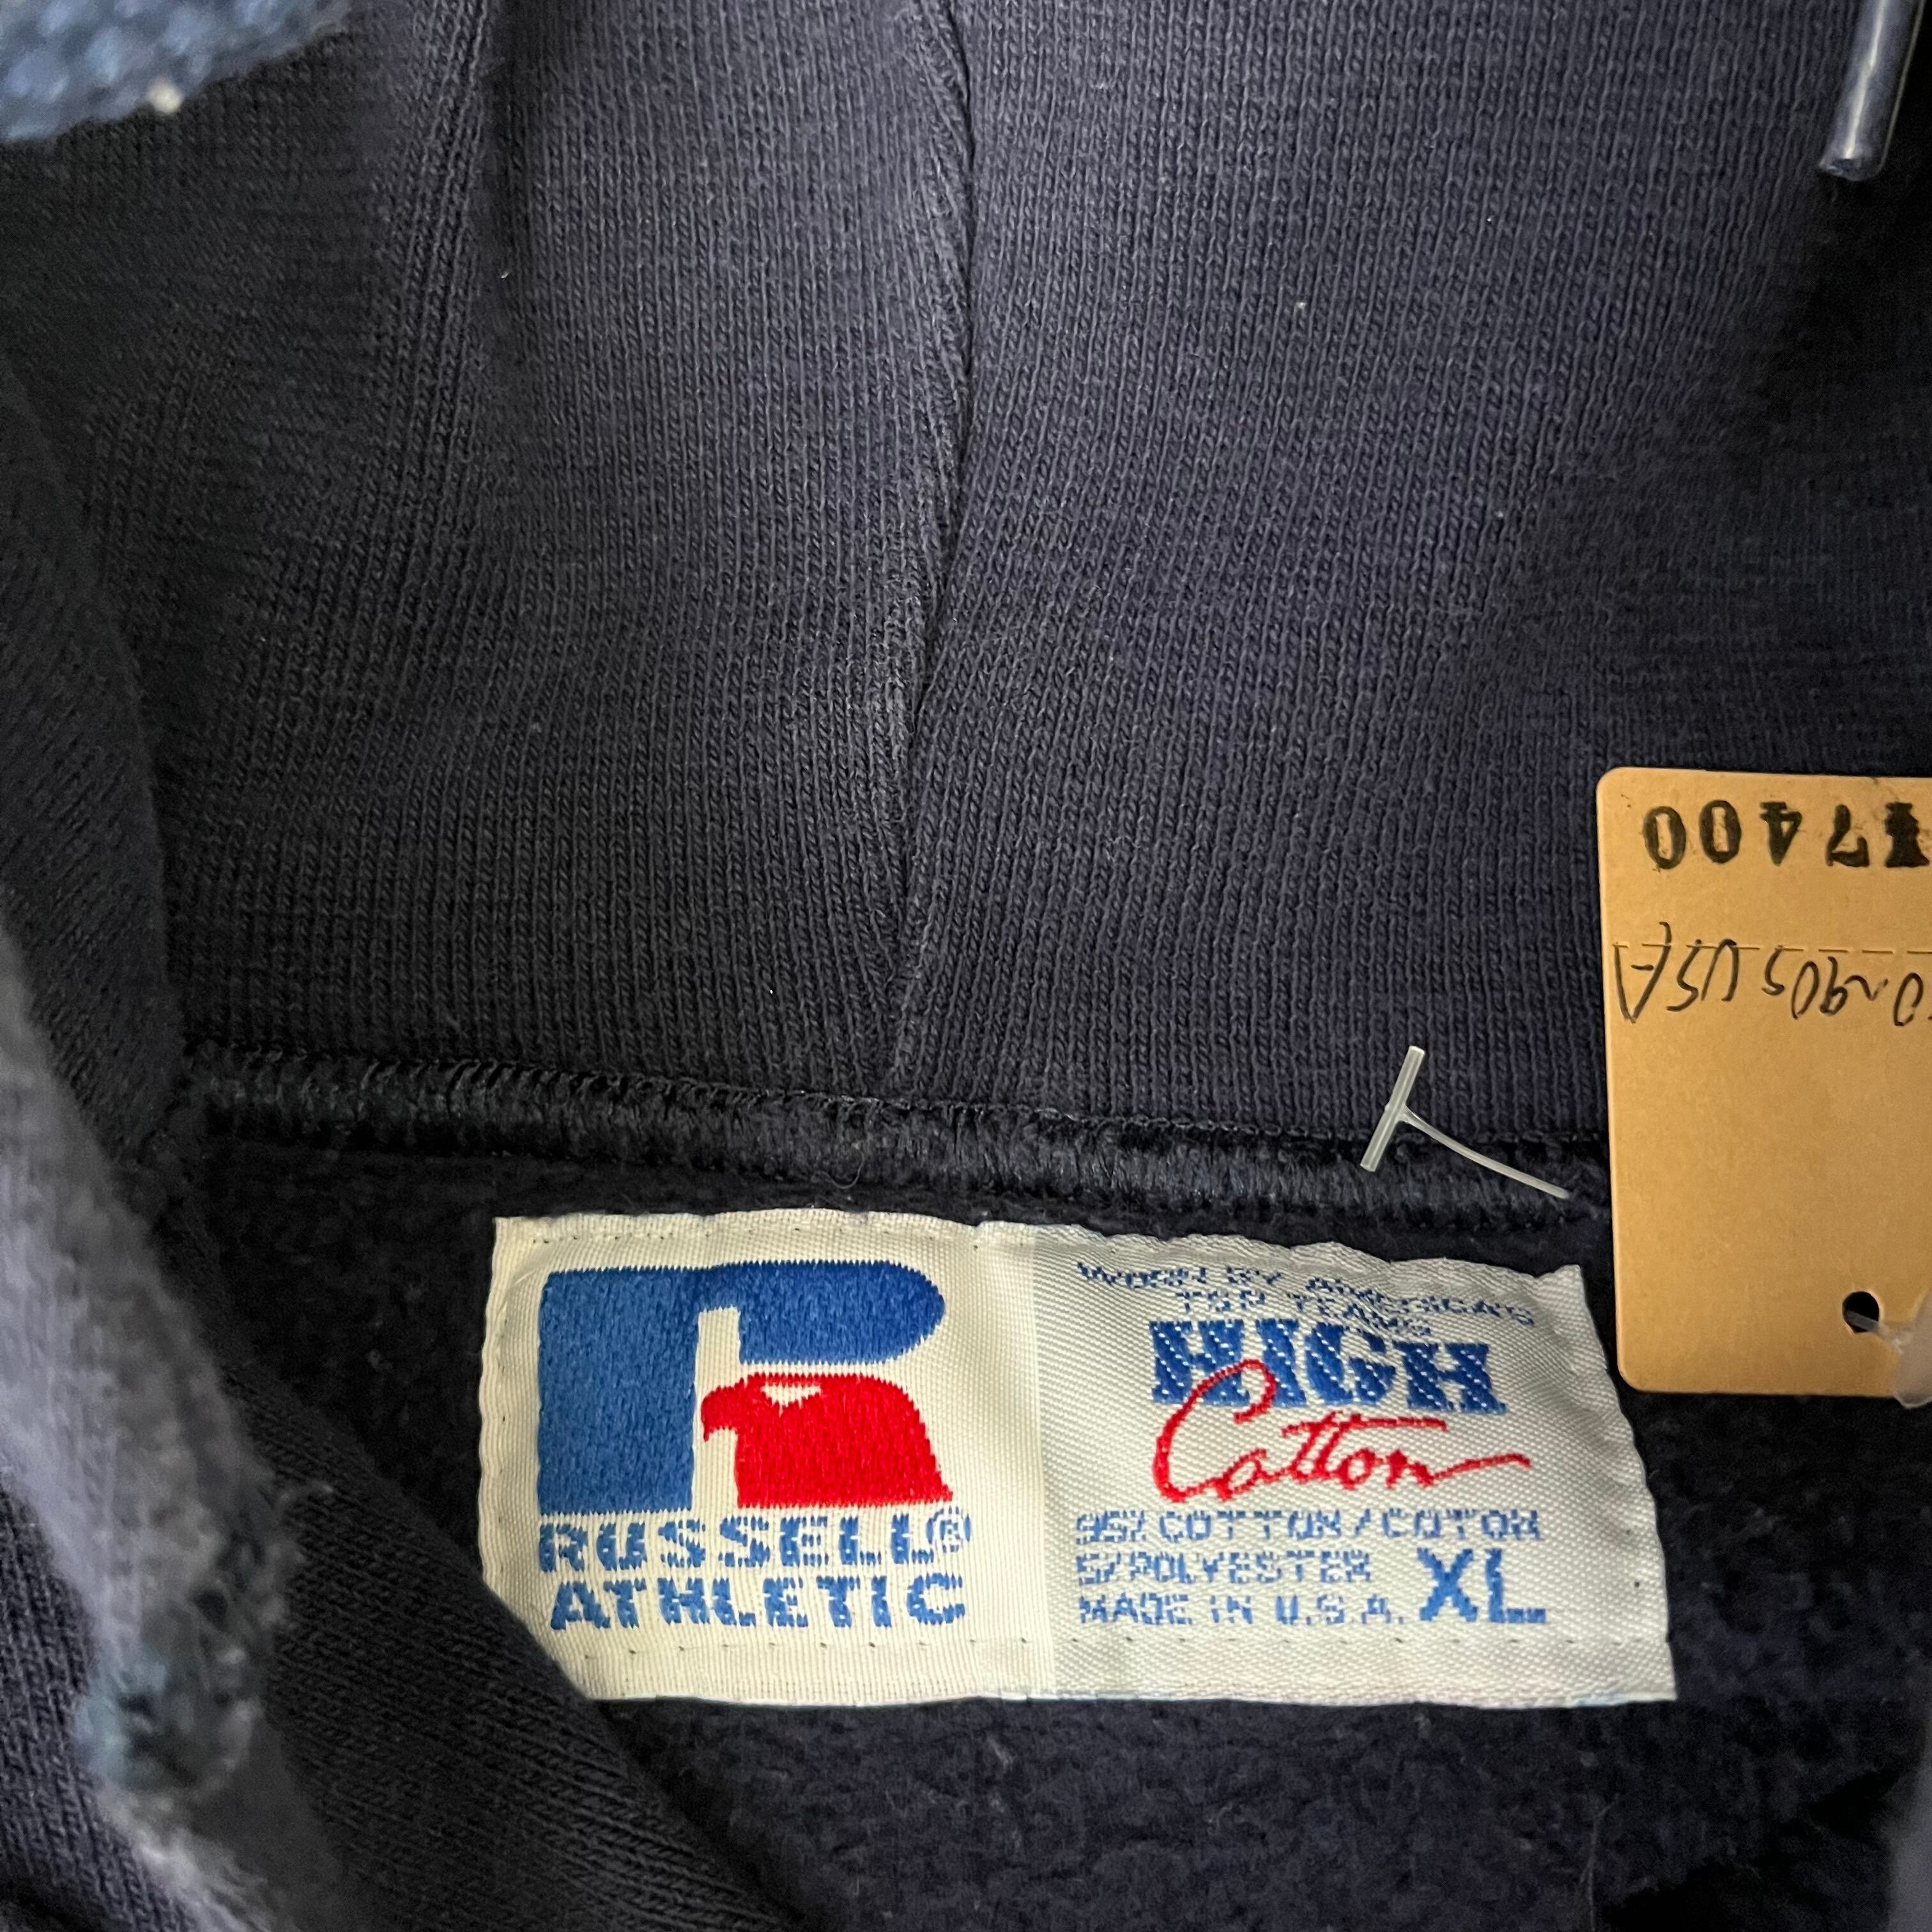 ¥7400
0~90s USA
RUSSELL®
ATHLETIC
WORN BY AMERICA'S
TOP TEAMS
HIGH
Cotton
95% COTTON/COTON
5%POLYESTER
MADE IN U.S.A. XL